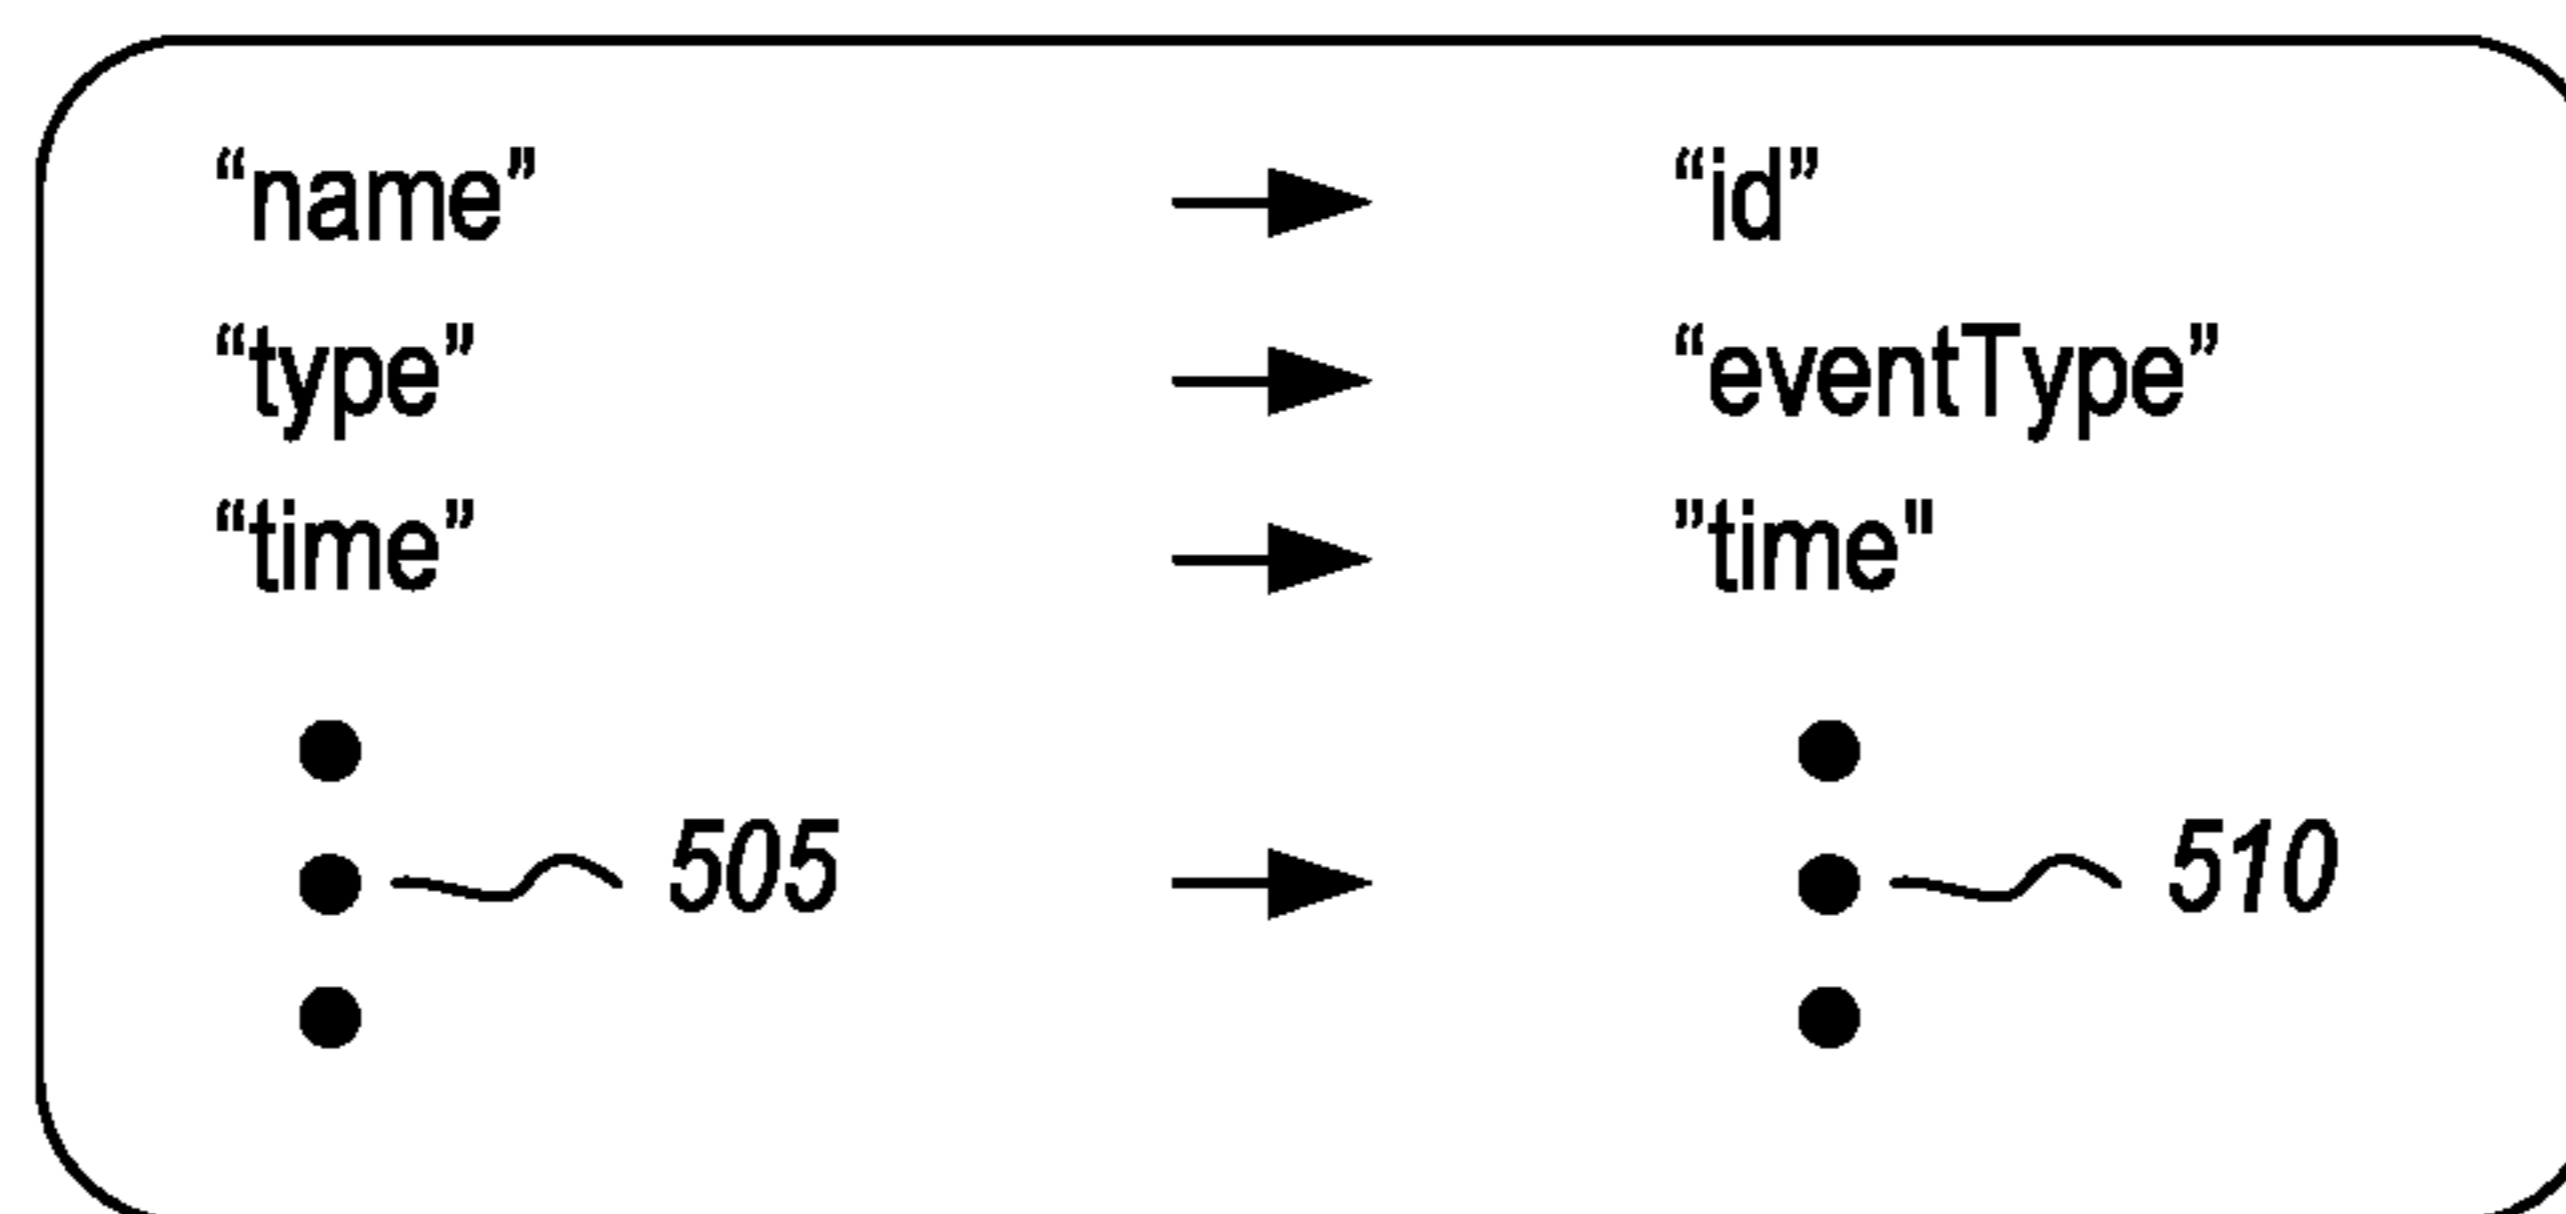 “name” “id”
“type” “eventType”
“time” ”time"
505 510